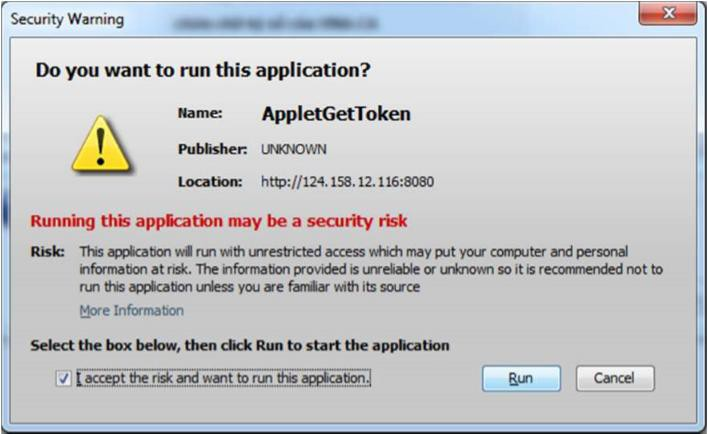 Security Warning
Do you want to run this application?
Name: AppletGetToken
Publisher: UNKNOWN
Location: http://124.158.12.116:8080
Running this application may be a security risk
Risk: This application will run with unrestricted access which may put your computer and personal
information at risk. The information provided is unreliable or unknown so it is recommended not to
run this application unless you are familiar with its source
More Information
Select the box below, then click Run to start the application
I accept the risk and want to run this application.
Run Cancel